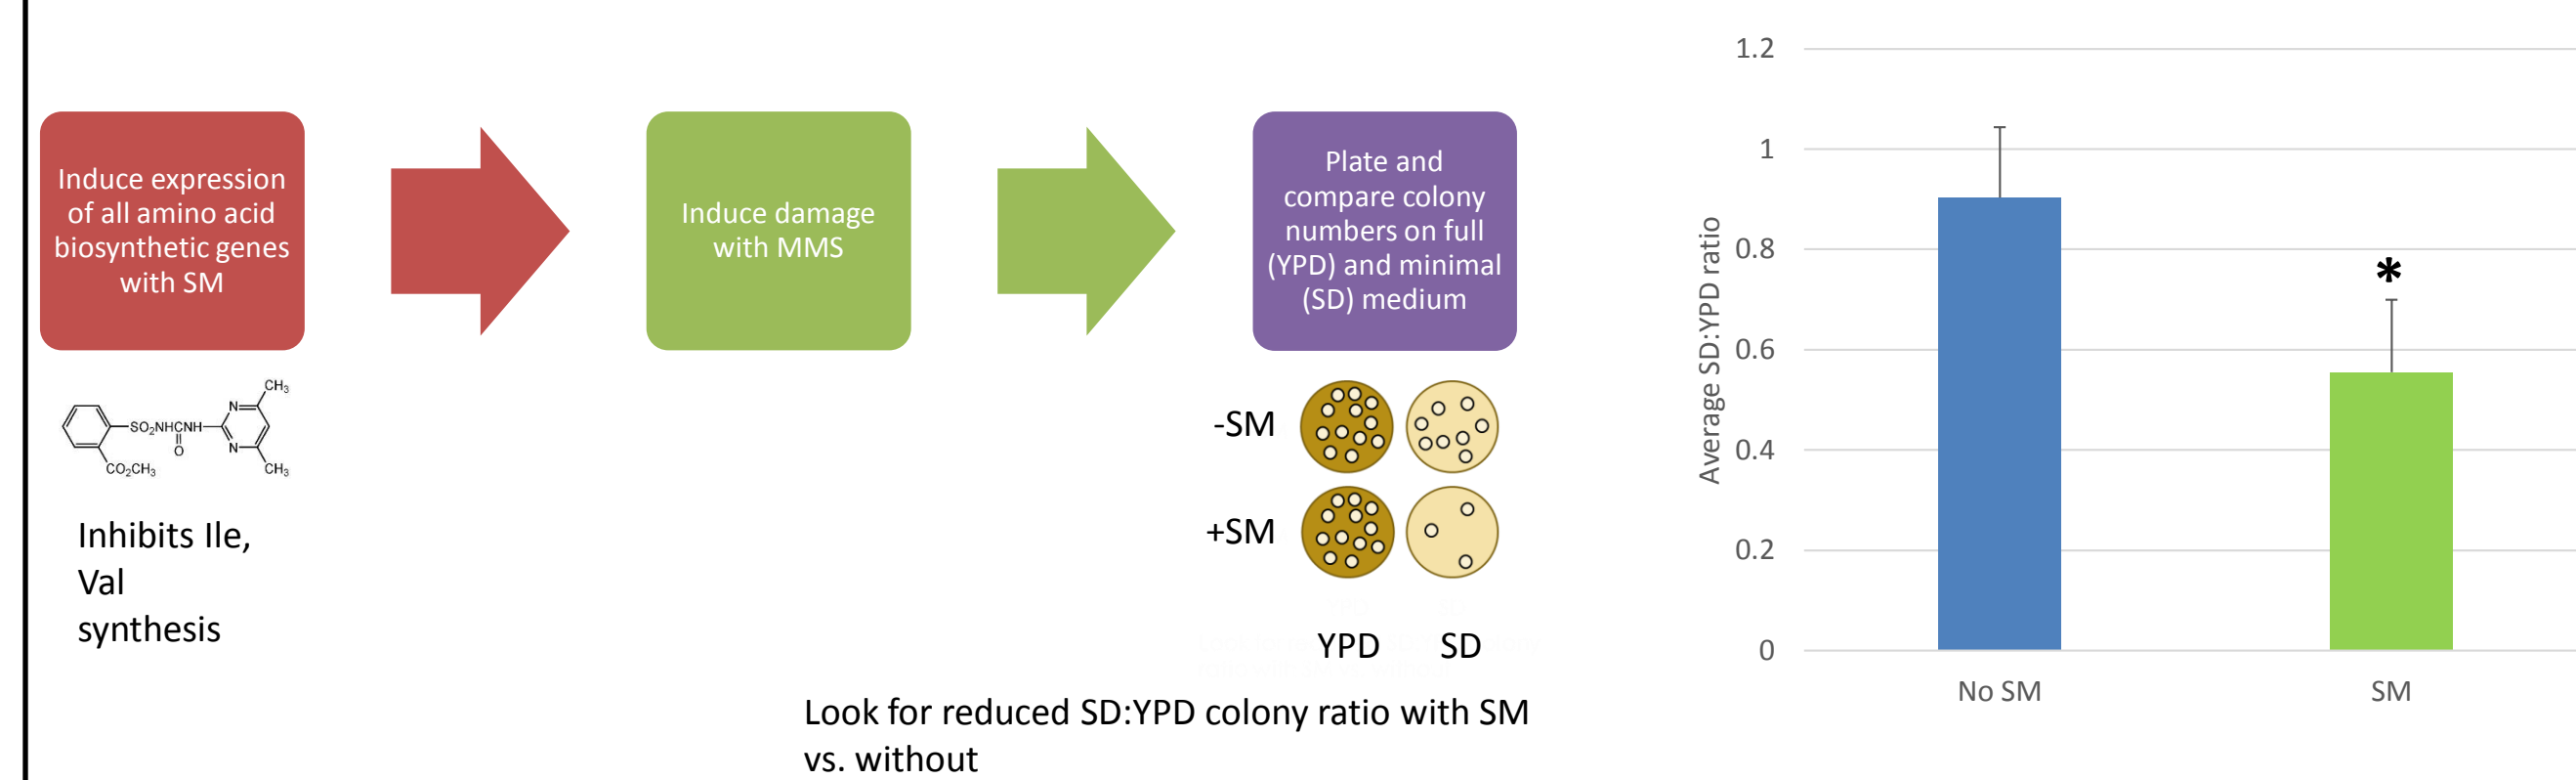 Induce expression
of all amino acid
biosynthetic genes
with SM
Induce damage
with MMS
Plate and
compare colony
numbers on full
(YPD) and minimal
(SD) medium
CH₃
N
SO₂NHCNH
O
N
CO₂CH₃
CH₃
Inhibits Ile,
Val
synthesis
-SM
+SM
YPD SD
Look for reduced SD:YPD colony ratio with SM
vs. without
Average SD:YPD ratio
1.2
1
0.8
0.6
0.4
0.2
0
*
No SM SM